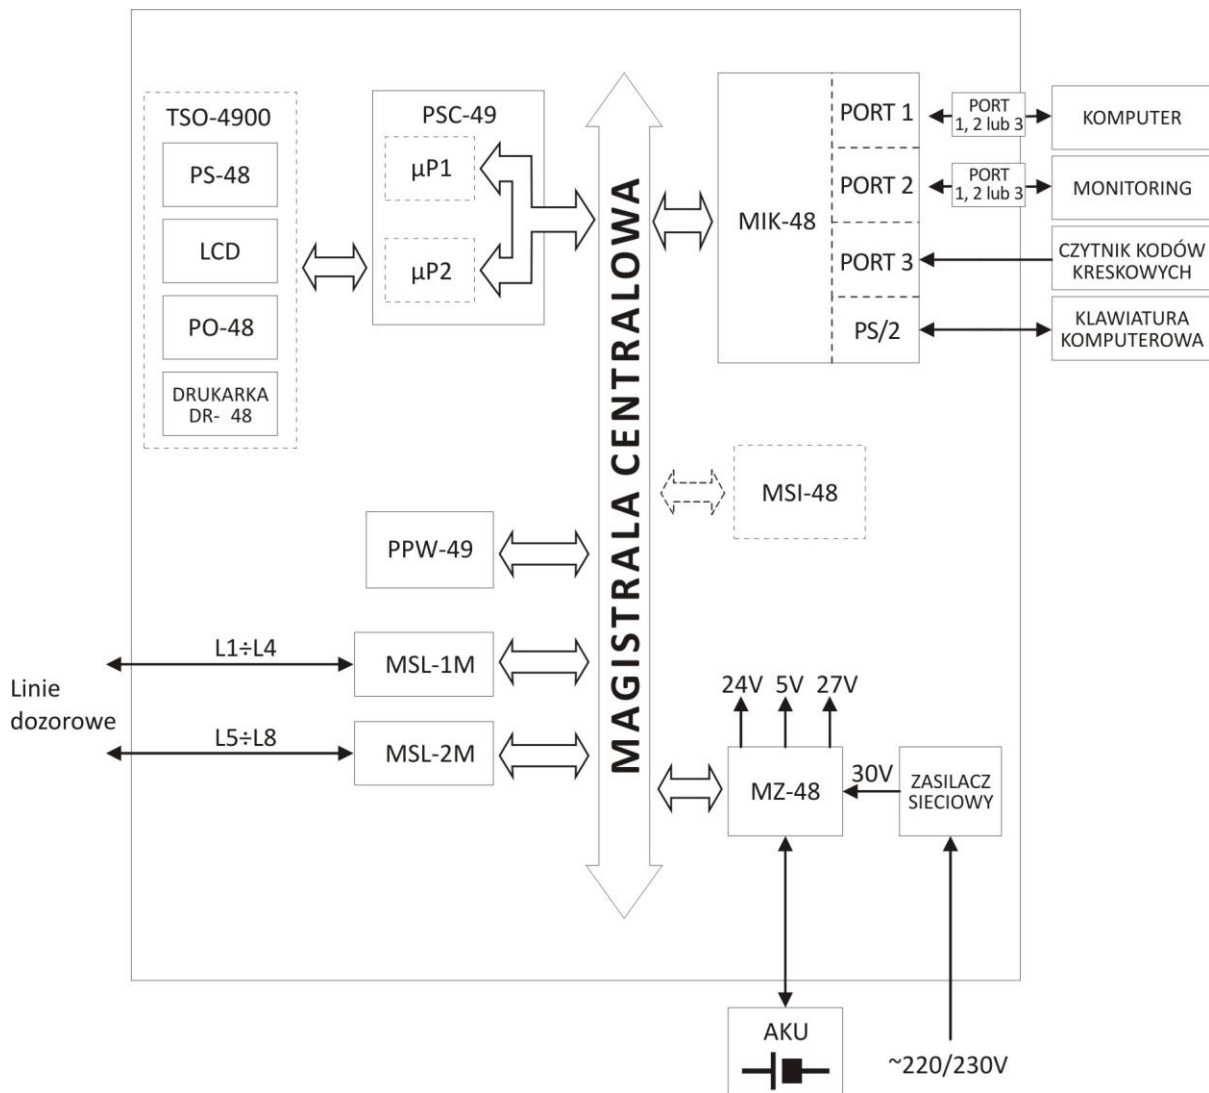 TSO-4900
PS-48
LCD
PO-48
DRUKARKA
DR- 48
PSC-49
µP1
µP2
MAGISTRALA CENTRALOWA
MIK-48
PORT 1
PORT 2
PORT 3
PS/2
PORT
1, 2 lub 3
KOMPUTER
PORT
1, 2 lub 3
MONITORING
CZYTNIK KODÓW
KRESKOWYCH
KLAWIATURA
KOMPUTEROWA
MSI-48
PPW-49
Linie
dozorowe
L1÷L4
MSL-1M
L5÷L8
MSL-2M
24V
5V
27V
MZ-48
30V
ZASILACZ
SIECIOWY
AKU
~220/230V